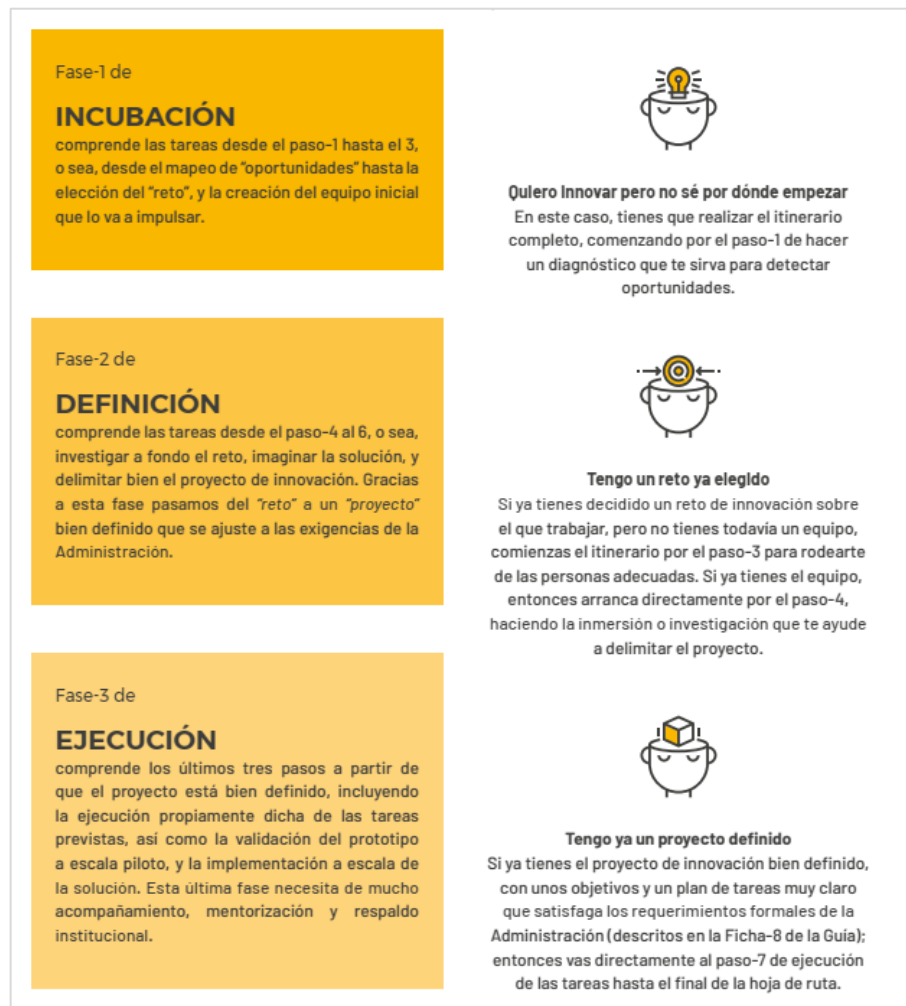 Fase-1 de
INCUBACIÓN
comprende las tareas desde el paso-1 hasta el 3,
o sea, desde el mapeo de “oportunidades” hasta la
elección del “reto”, y la creación del equipo inicial
que lo va a impulsar.
Quiero Innovar pero no sé por dónde empezar
En este caso, tienes que realizar el itinerario
completo, comenzando por el paso-1 de hacer
un diagnóstico que te sirva para detectar
oportunidades.
Fase-2 de
DEFINICIÓN
comprende las tareas desde el paso-4 al 6, o sea,
investigar a fondo el reto, imaginar la solución, y
delimitar bien el proyecto de innovación. Gracias
a esta fase pasamos del “reto” a un “proyecto”
bien definido que se ajuste a las exigencias de la
Administración.
Tengo un reto ya elegido
Si ya tienes decidido un reto de innovación sobre
el que trabajar, pero no tienes todavía un equipo,
comienzas el itinerario por el paso-3 para rodearte
de las personas adecuadas. Si ya tienes el equipo,
entonces arranca directamente por el paso-4,
haciendo la inmersión o investigación que te ayude
a delimitar el proyecto.
Fase-3 de
EJECUCIÓN
comprende los últimos tres pasos a partir de
que el proyecto está bien definido, incluyendo
la ejecución propiamente dicha de las tareas
previstas, así como la validación del prototipo
a escala piloto, y la implementación a escala de
la solución. Esta última fase necesita de mucho
acompañamiento, mentorización y respaldo
institucional.
Tengo ya un proyecto definido
Si ya tienes el proyecto de innovación bien definido,
con unos objetivos y un plan de tareas muy claro
que satisfaga los requerimientos formales de la
Administración (descritos en la Ficha-8 de la Guía);
entonces vas directamente al paso-7 de ejecución
de las tareas hasta el final de la hoja de ruta.